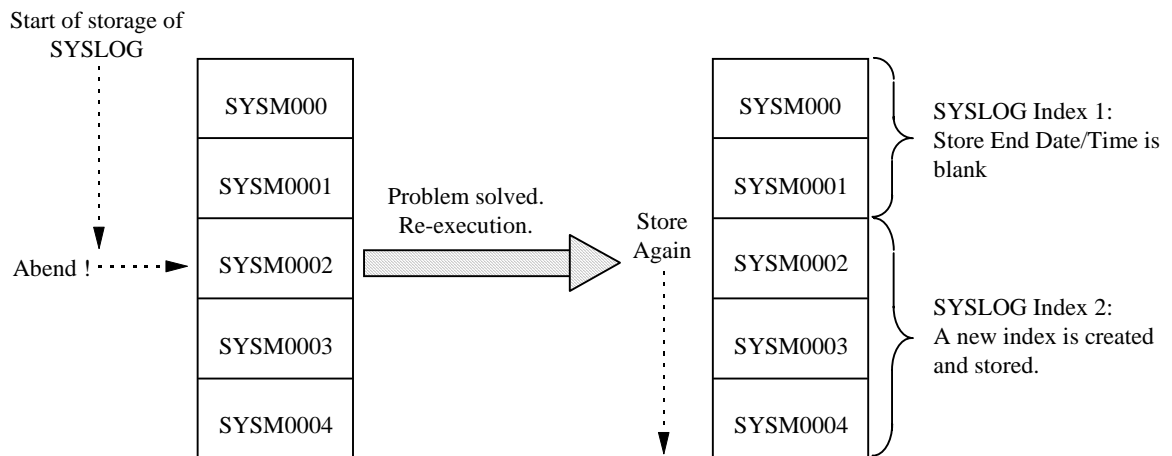 Start of storage of
SYSLOG
SYSM000
SYSM0001
SYSM0002
SYSM0003
SYSM0004
Abend !
Problem solved.
Re-execution.
Store
Again
SYSM000
SYSM0001
SYSM0002
SYSM0003
SYSM0004
SYSLOG Index 1:
Store End Date/Time is
blank
SYSLOG Index 2:
A new index is created
and stored.